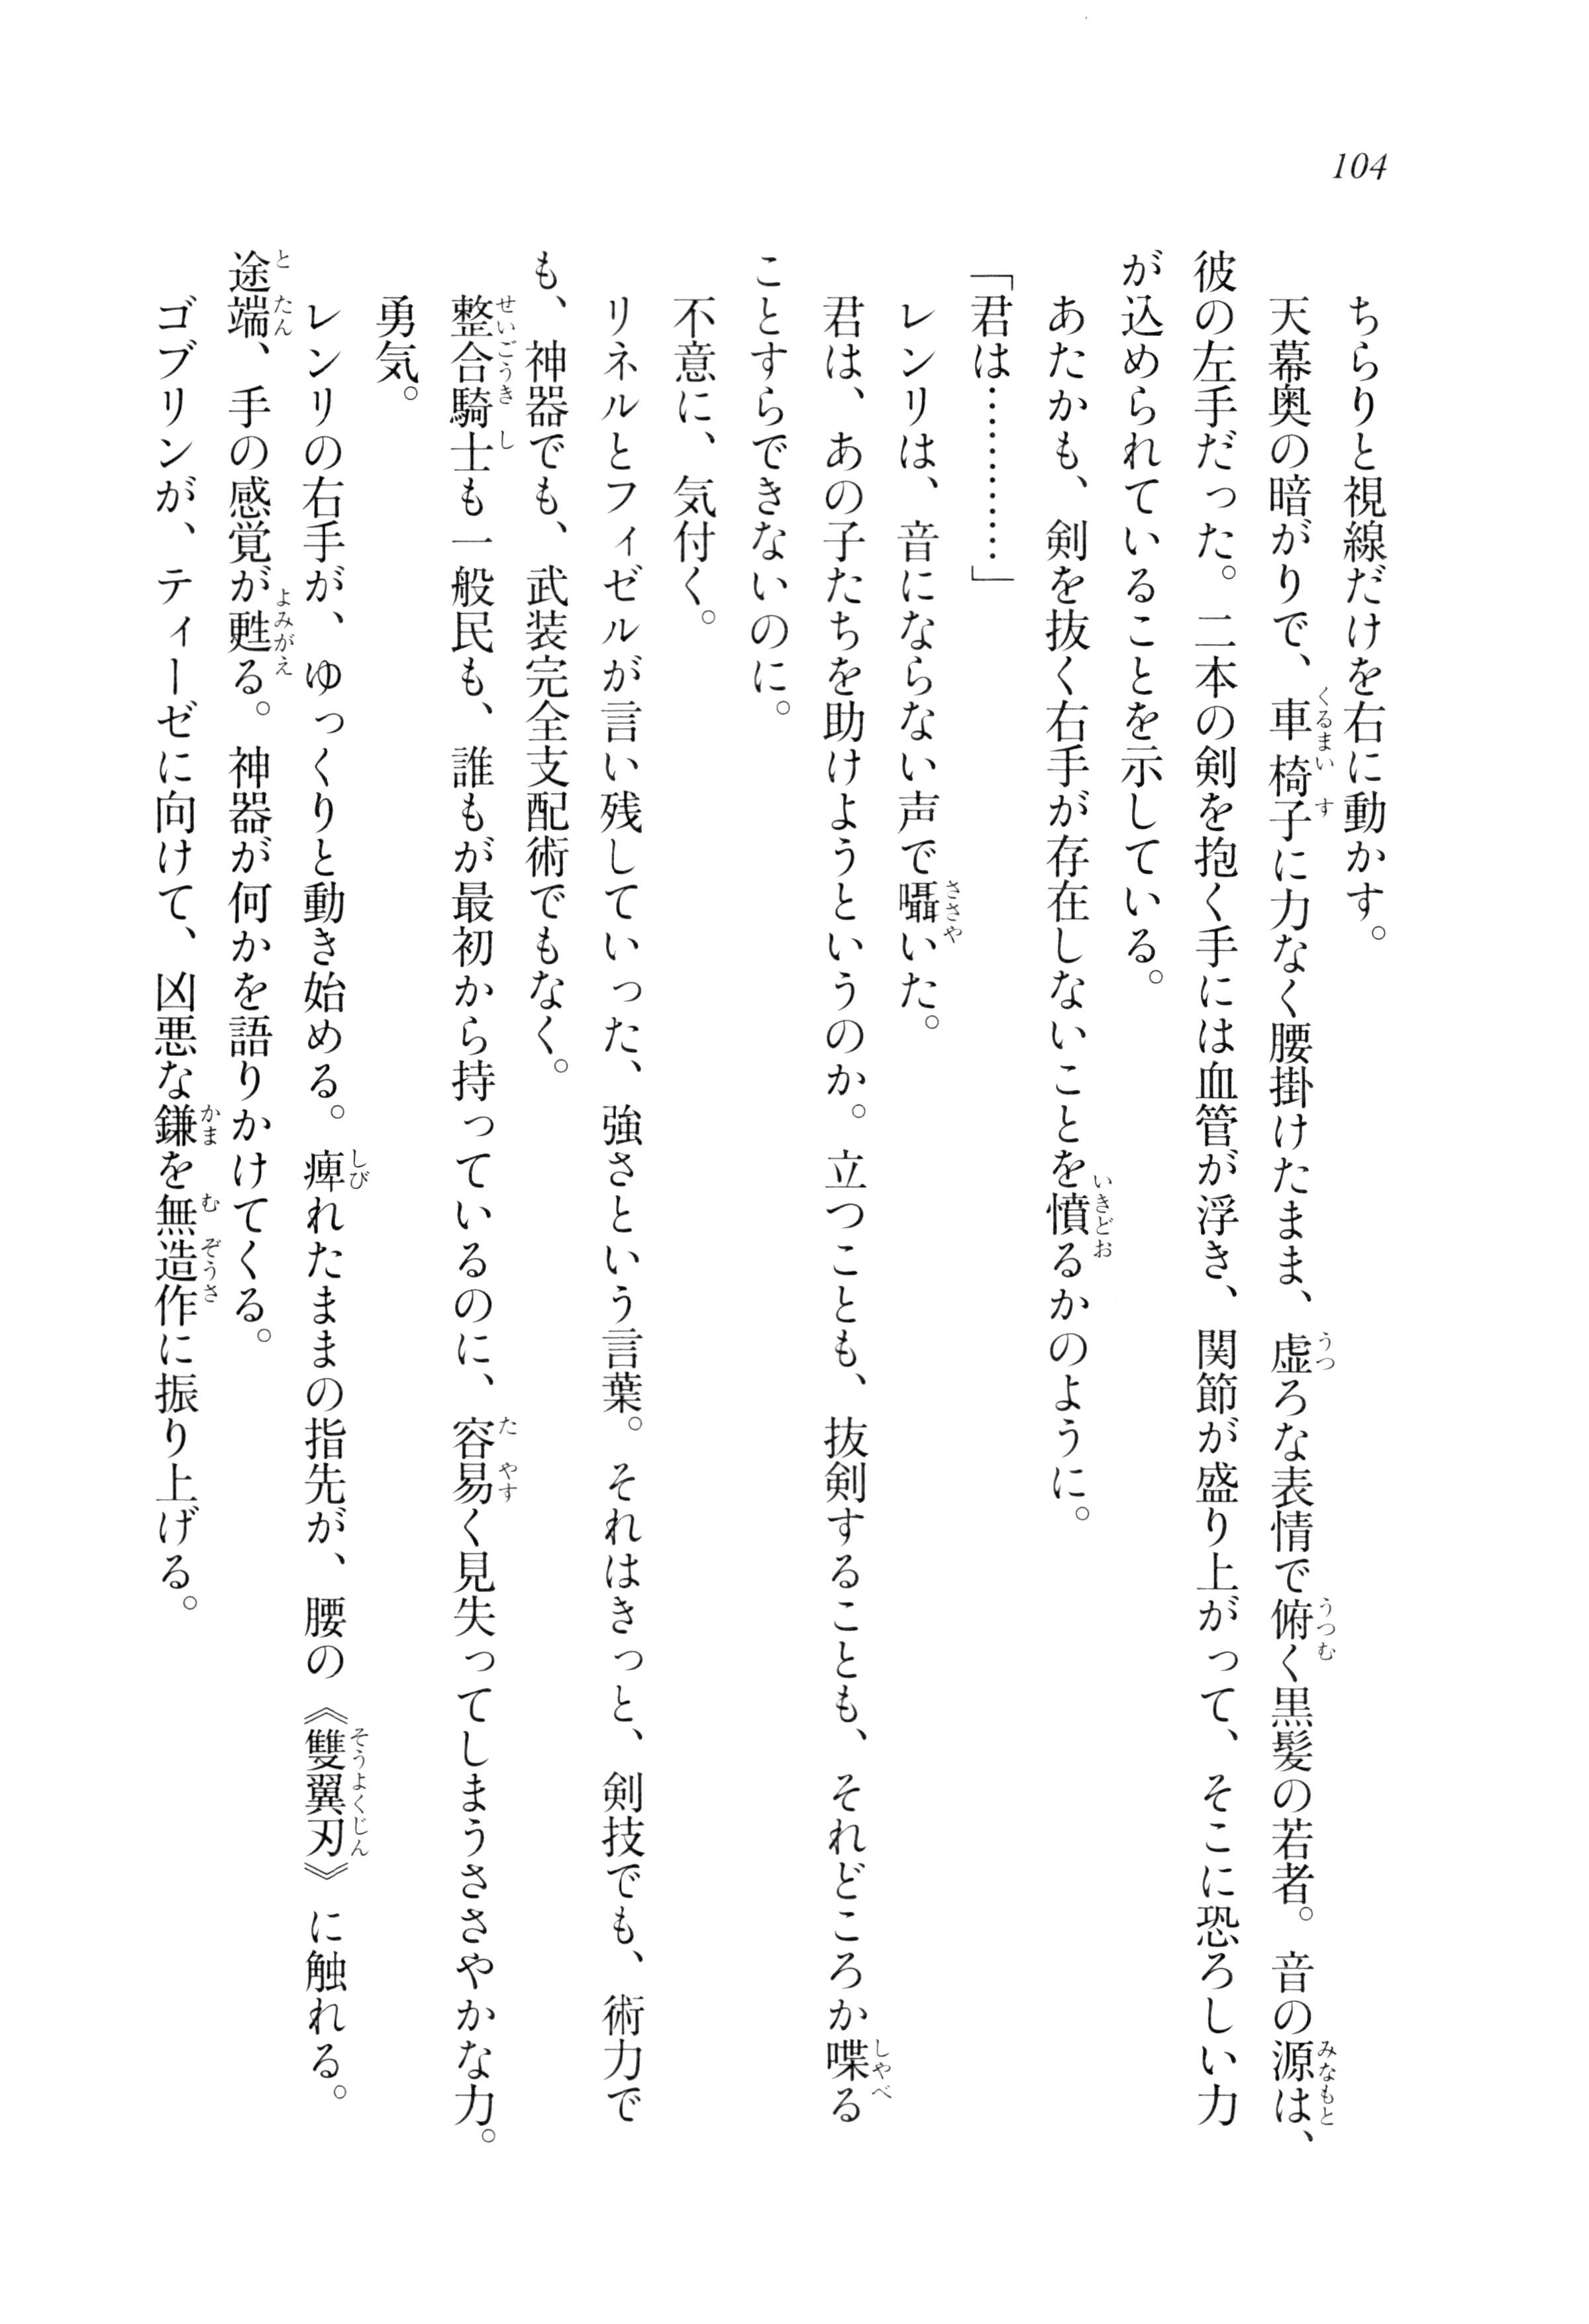 104
ちらりと視線だけを右に動かす。
天幕奥の暗がりで、車椅子に力なく腰掛けたまま、虚ろな表情で俯く黒髪の若者。音の源は、
彼の左手だった。二本の剣を抱く手には血管が浮き、関節が盛り上がって、そこに恐ろしい力
が込められていることを示している。
あたかも、剣を抜く右手が存在しないことを憤るかのように。
「君は…………」
レンリは、音にならない声で囁いた。
君は、あの子たちを助けようというのか。立つことも、抜剣することも、それどころか喋る
ことすらできないのに。
不意に、気付く。
リネルとフィゼルが言い残していった、強さという言葉。それはきっと、剣技でも、術力で
も、神器でも、武装完全支配術でもなく。
整合騎士も一般民も、誰もが最初から持っているのに、容易く見失ってしまうささやかな力。
勇気。
レンリの右手が、ゆっくりと動き始める。痺れたままの指先が、腰の《雙翼刃》に触れる。
途端、手の感覚が甦る。神器が何かを語りかけてくる。
ゴブリンが、ティーゼに向けて、凶悪な鎌を無造作に振り上げる。